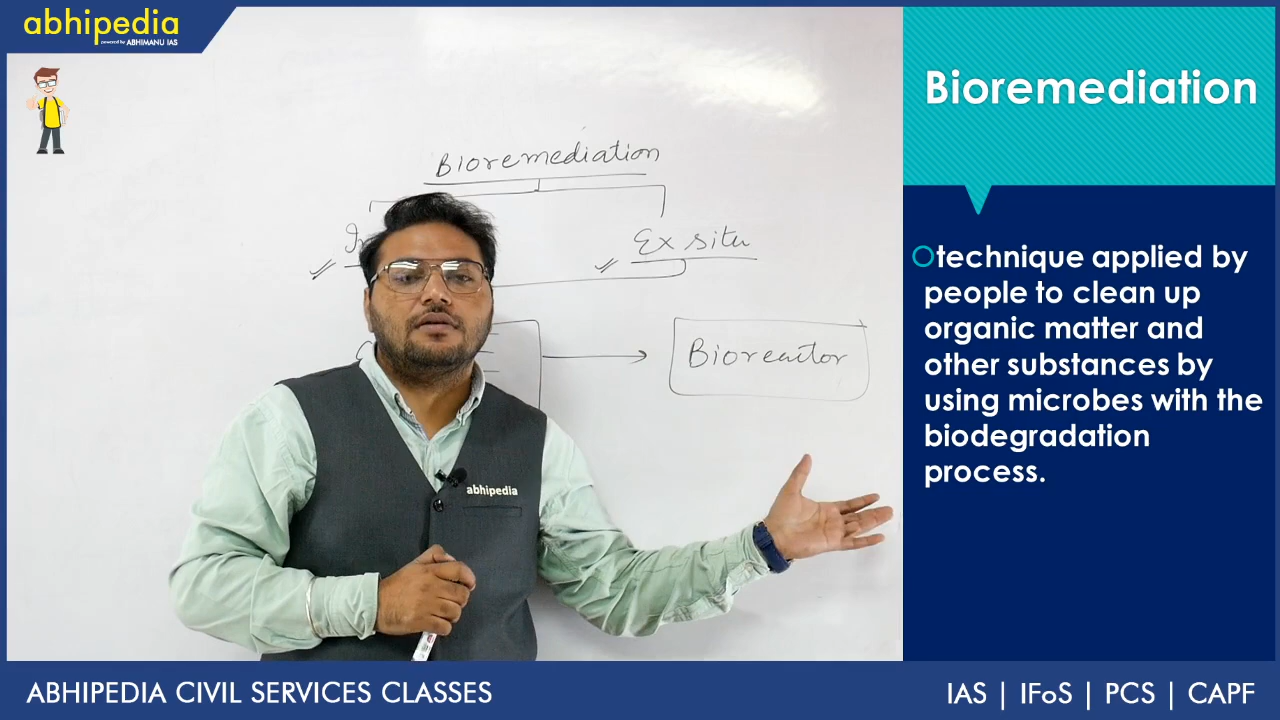 abhipedia
powered by ABHIMANU IAS
Bioremediation
Ex situ
Bioreactor
abhipedia
Bioremediation
technique applied by
people to clean up
organic matter and
other substances by
using microbes with the
biodegradation
process.
ABHIPEDIA CIVIL SERVICES CLASSES
IAS | IFoS | PCS | CAPF